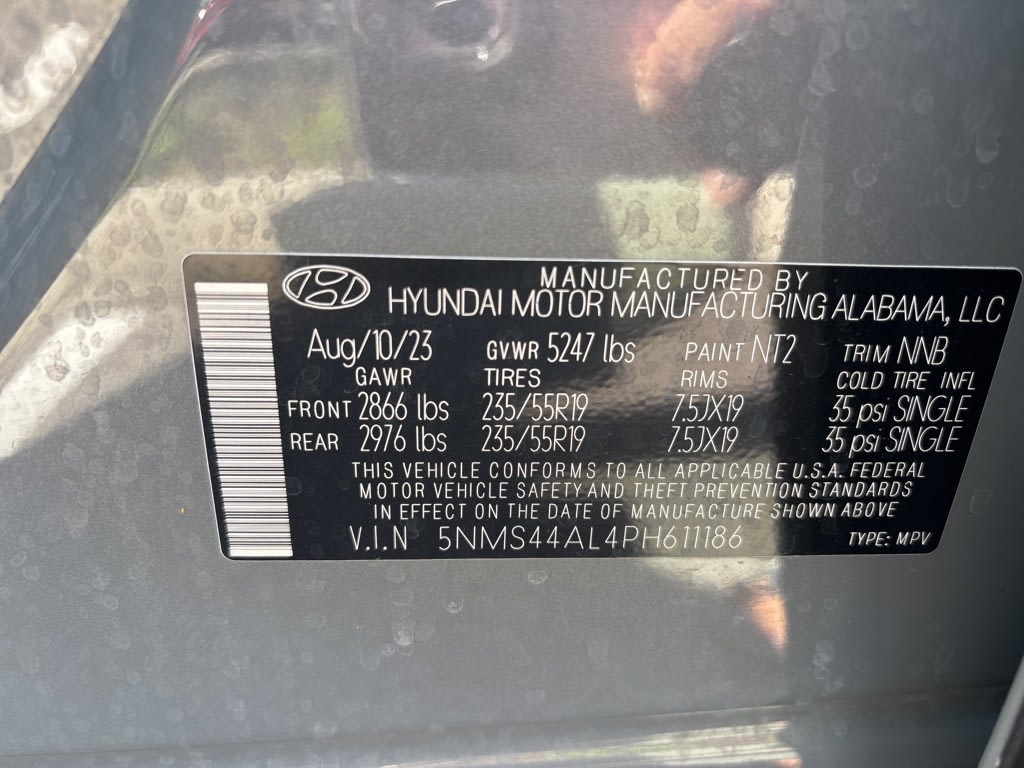 MANUFACTURED BY
HYUNDAI MOTOR MANUFACTURING ALABAMA, LLC
Aug/10/23 GVWR 5247 lbs PAINT NT2 TRIM NNB
GAWR TIRES RIMS COLD TIRE INFL
FRONT 2866 lbs 235/55R19 7.5JX19 35 psi SINGLE
REAR 2976 lbs 235/55R19 7.5JX19 35 psi SINGLE
THIS VEHICLE CONFORMS TO ALL APPLICABLE U.S.A. FEDERAL
MOTOR VEHICLE SAFETY AND THEFT PREVENTION STANDARDS
IN EFFECT ON THE DATE OF MANUFACTURE SHOWN ABOVE
V.I.N 5NMS44AL4PH611186 TYPE: MPV